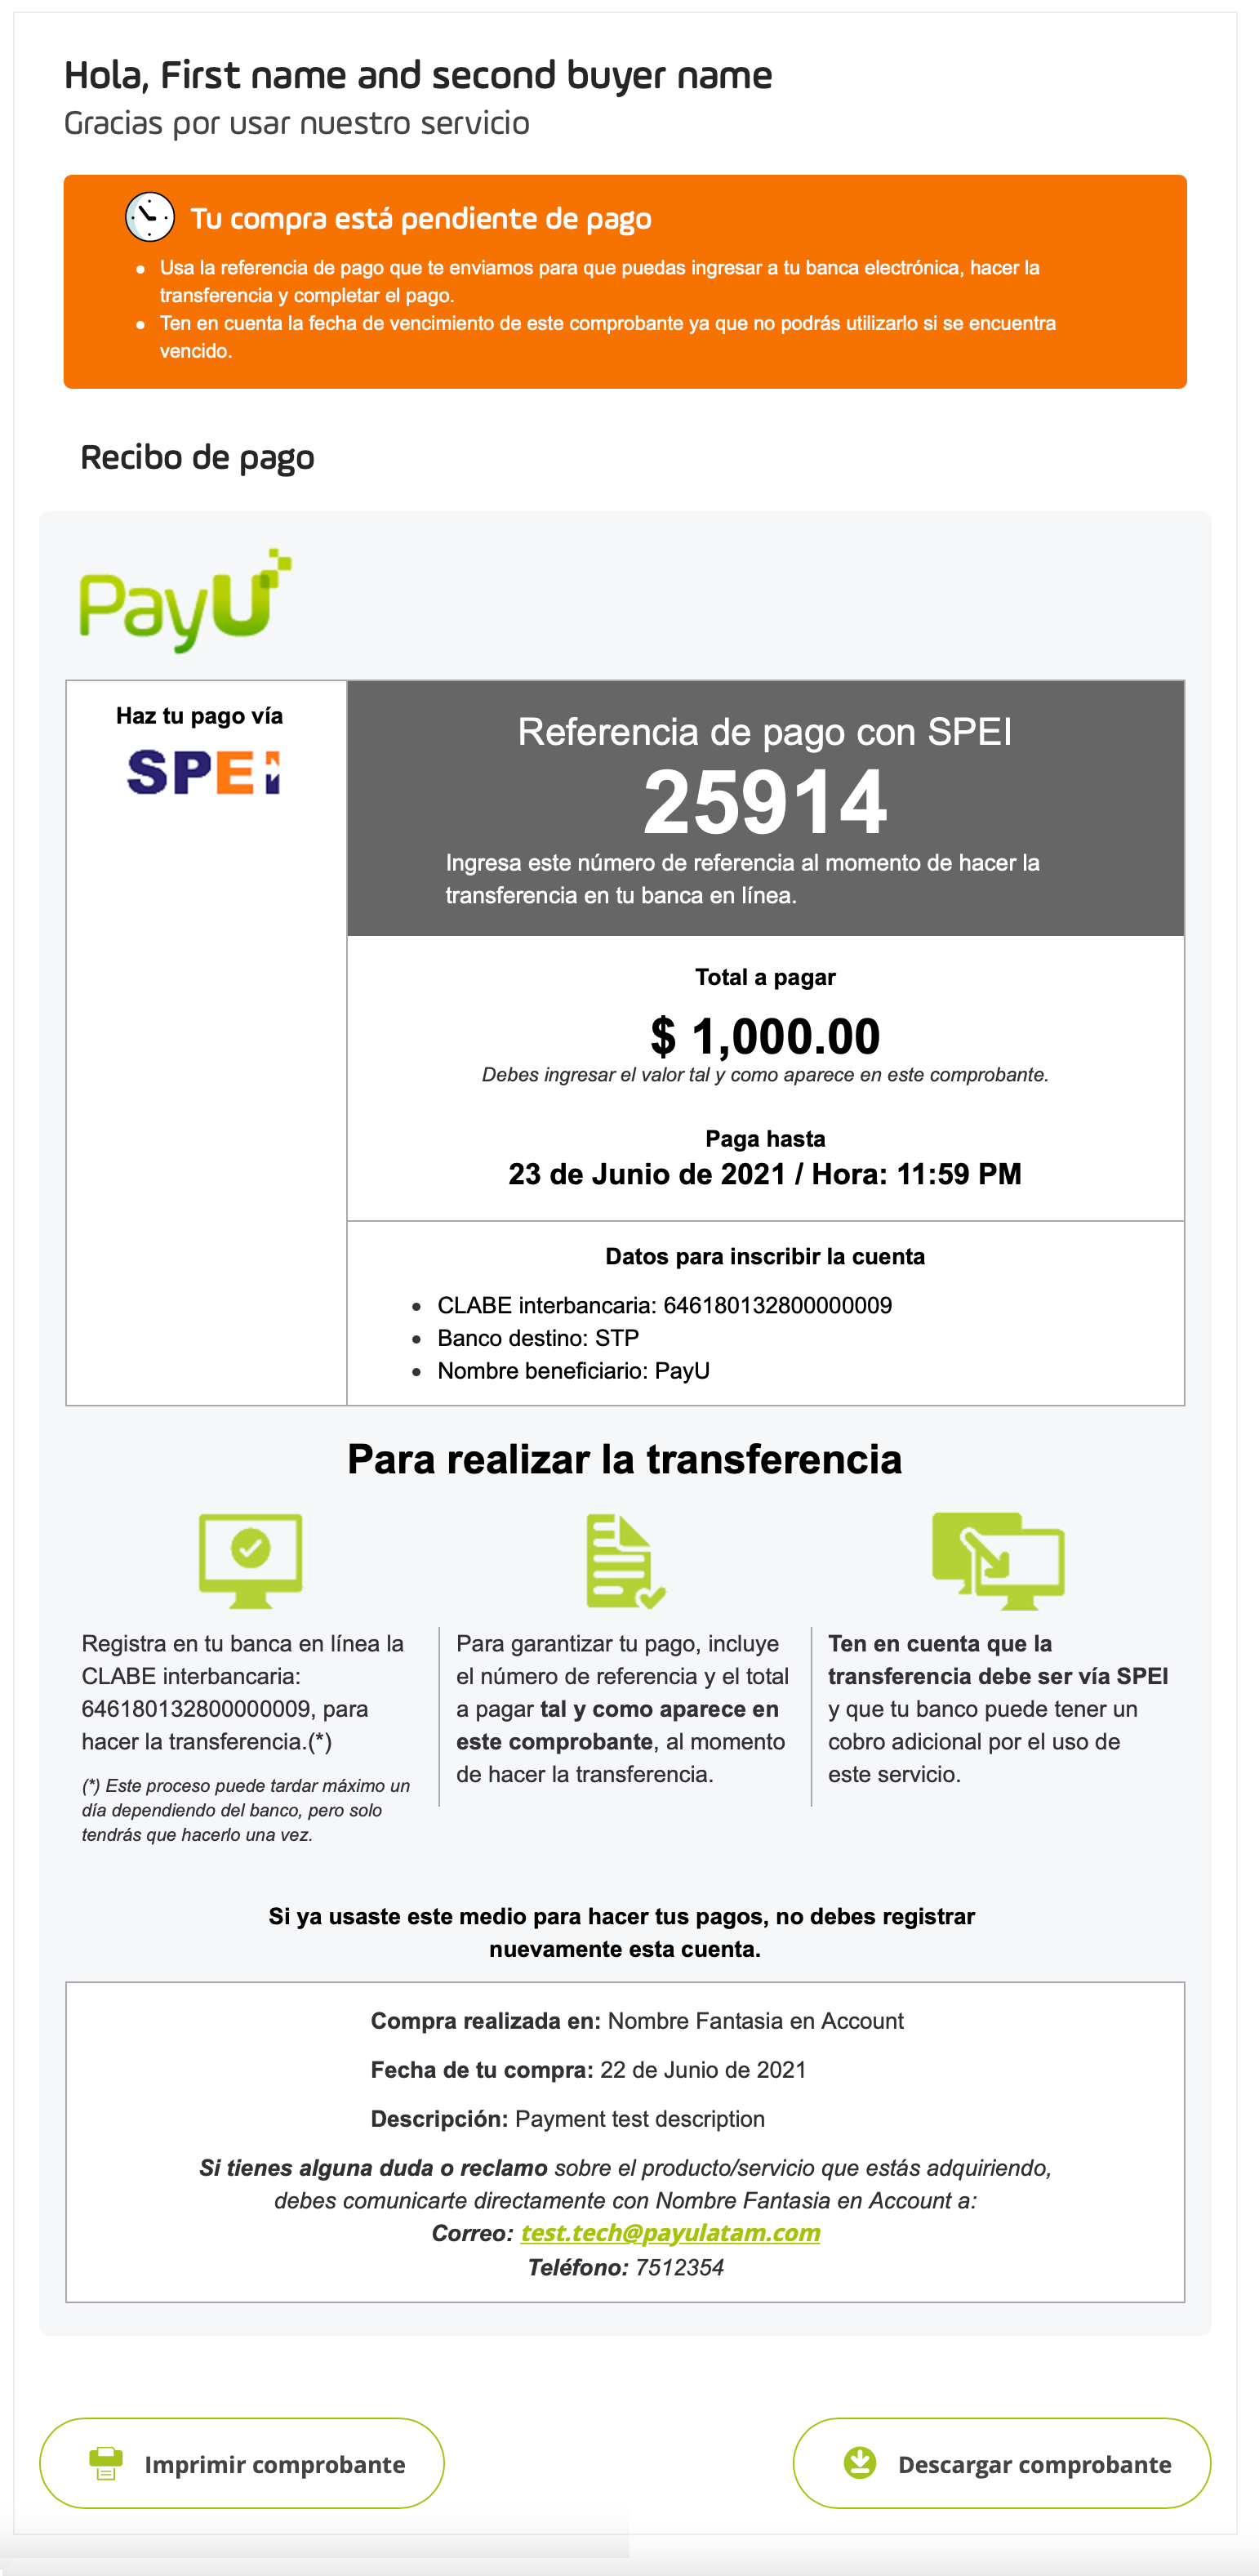 Hola, First name and second buyer name
Gracias por usar nuestro servicio
Tu compra está pendiente de pago
• Usa la referencia de pago que te enviamos para que puedas ingresar a tu banca electrónica, hacer la
transferencia y completar el pago.
• Ten en cuenta la fecha de vencimiento de este comprobante ya que no podrás utilizarlo si se encuentra
vencido.
Recibo de pago
PayU
Haz tu pago vía
SPEI
Referencia de pago con SPEI
25914
Ingresa este número de referencia al momento de hacer la
transferencia en tu banca en línea.
Total a pagar
$ 1,000.00
Debes ingresar el valor tal y como aparece en este comprobante.
Paga hasta
23 de Junio de 2021 / Hora: 11:59 PM
Datos para inscribir la cuenta
• CLABE interbancaria: 646180132800000009
• Banco destino: STP
• Nombre beneficiario: PayU
Para realizar la transferencia
Registra en tu banca en línea la
CLABE interbancaria:
646180132800000009, para
hacer la transferencia.(*)
(*) Este proceso puede tardar máximo un
día dependiendo del banco, pero solo
tendrás que hacerlo una vez.
Para garantizar tu pago, incluye
el número de referencia y el total
a pagar tal y como aparece en
este comprobante, al momento
de hacer la transferencia.
Ten en cuenta que la
transferencia debe ser vía SPEI
y que tu banco puede tener un
cobro adicional por el uso de
este servicio.
Si ya usaste este medio para hacer tus pagos, no debes registrar
nuevamente esta cuenta.
Compra realizada en: Nombre Fantasia en Account
Fecha de tu compra: 22 de Junio de 2021
Descripción: Payment test description
Si tienes alguna duda o reclamo sobre el producto/servicio que estás adquiriendo,
debes comunicarte directamente con Nombre Fantasia en Account a:
Correo: test.tech@payulatam.com
Teléfono: 7512354
Imprimir comprobante
Descargar comprobante